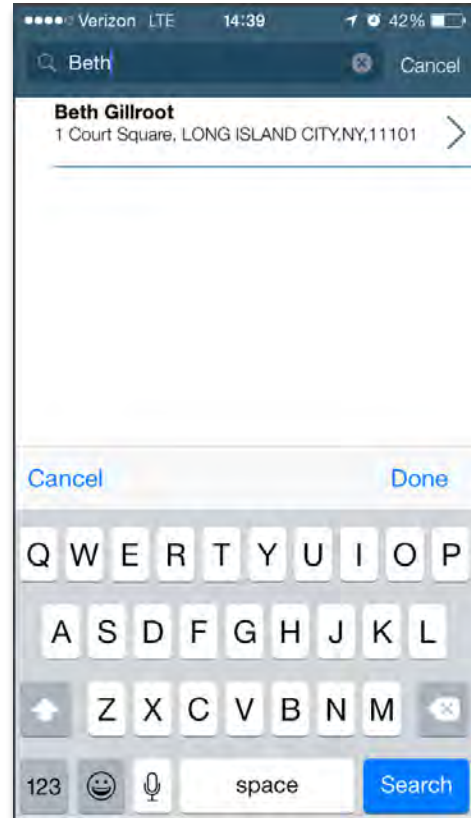 Verizon LTE 14:39 42%
Beth Cancel
Beth Gillroot
1 Court Square, LONG ISLAND CITY,NY,11101
Cancel Done
Q W E R T Y U I O P
A S D F G H J K L
Z X C V B N M
123 space Search